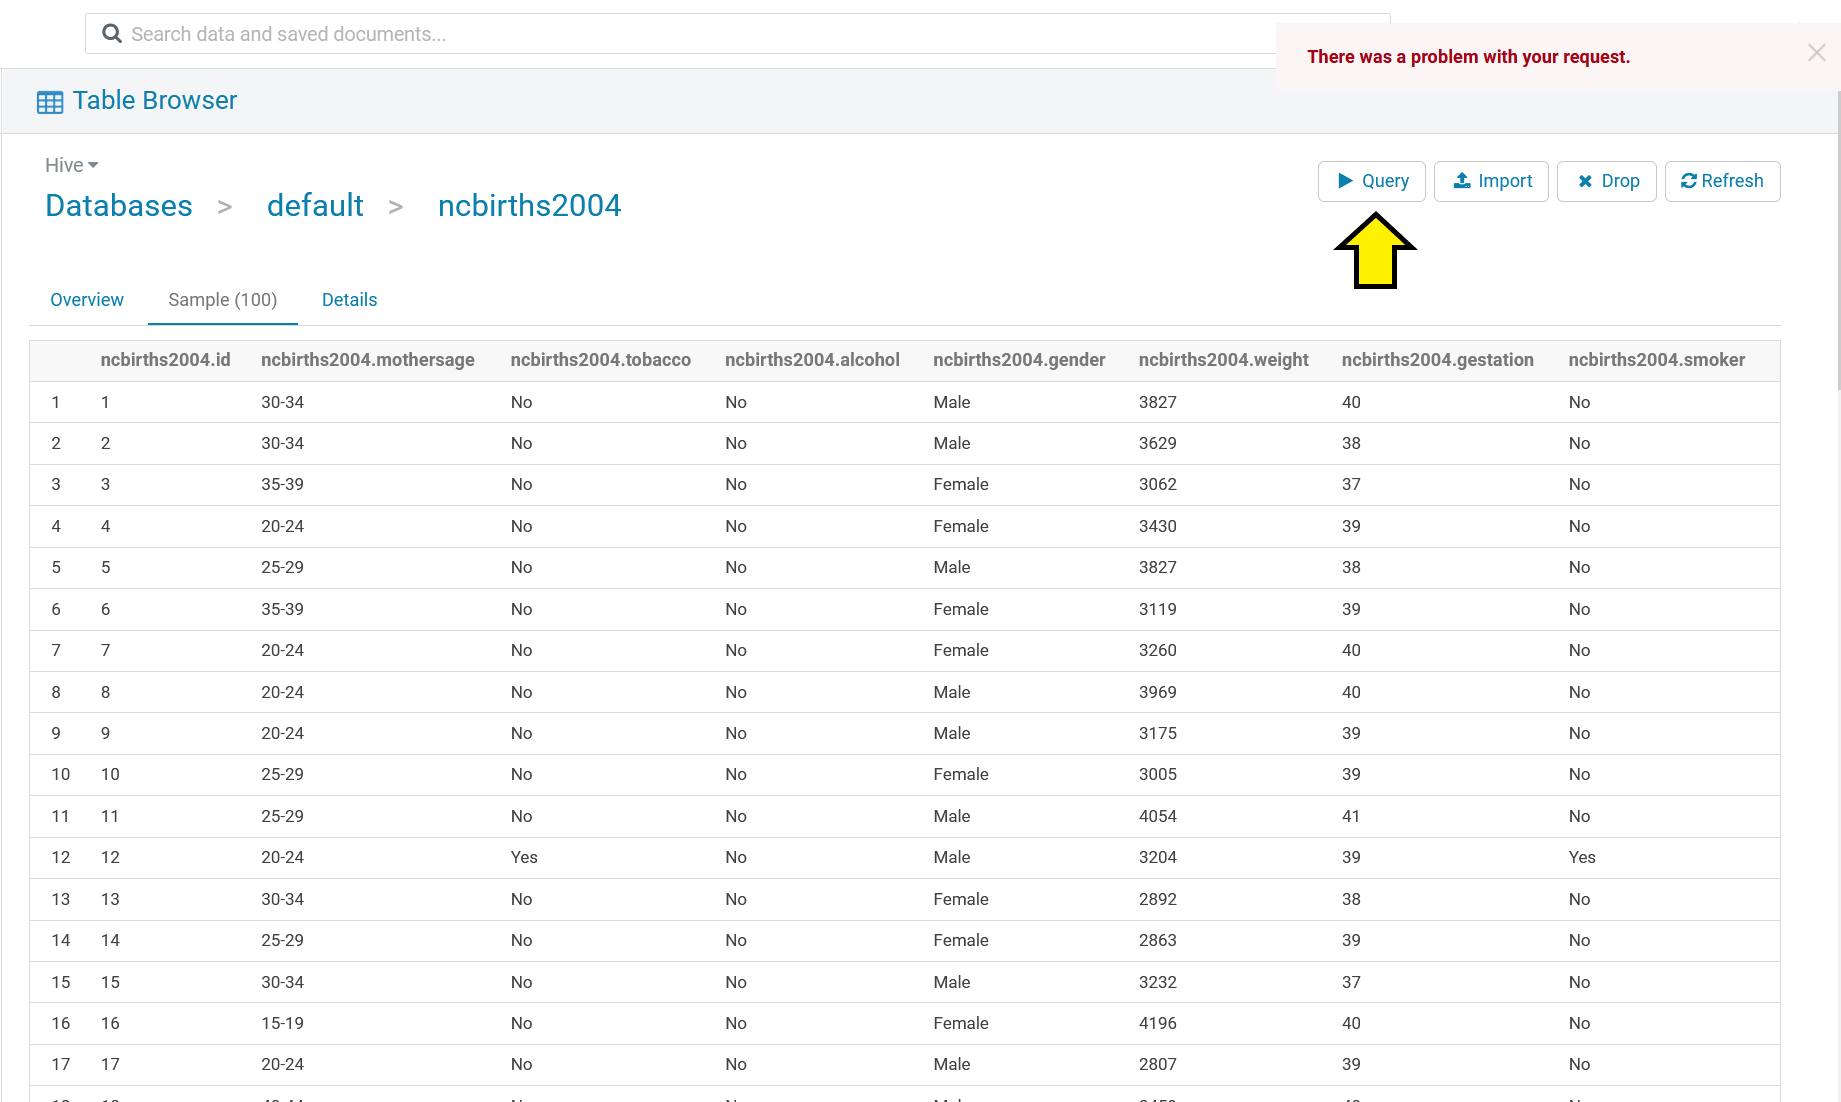 Search data and saved documents...
There was a problem with your request.
Table Browser
Hive
Query Import Drop Refresh
Databases > default > ncbirths2004
Overview Sample (100) Details
ncbirths2004.id ncbirths2004.mothersage ncbirths2004.tobacco ncbirths2004.alcohol ncbirths2004.gender ncbirths2004.weight ncbirths2004.gestation ncbirths2004.smoker
1 1 30-34 No No Male 3827 40 No
2 2 30-34 No No Male 3629 38 No
3 3 35-39 No No Female 3062 37 No
4 4 20-24 No No Female 3430 39 No
5 5 25-29 No No Male 3827 38 No
6 6 35-39 No No Female 3119 39 No
7 7 20-24 No No Female 3260 40 No
8 8 20-24 No No Male 3969 40 No
9 9 20-24 No No Male 3175 39 No
10 10 25-29 No No Female 3005 39 No
11 11 25-29 No No Male 4054 41 No
12 12 20-24 Yes No Male 3204 39 Yes
13 13 30-34 No No Female 2892 38 No
14 14 25-29 No No Female 2863 39 No
15 15 30-34 No No Male 3232 37 No
16 16 15-19 No No Female 4196 40 No
17 17 20-24 No No Male 2807 39 No